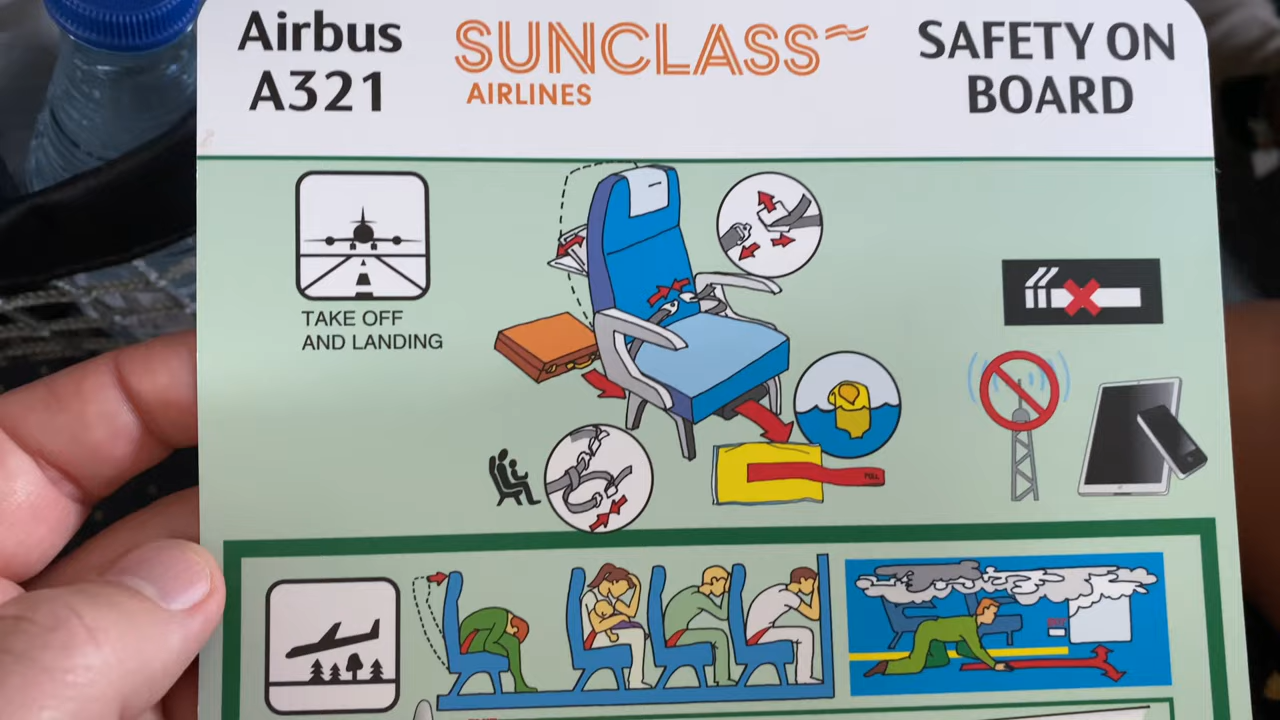 Airbus
A321
SUNCLASS
AIRLINES
SAFETY ON
BOARD
TAKE OFF
AND LANDING
PULL